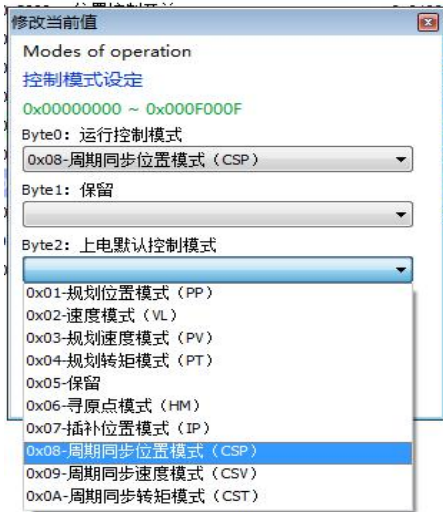 修改当前值
Modes of operation
控制模式设定
0x00000000 ~ 0x000F000F
Byte0: 运行控制模式
0x08-周期同步位置模式（CSP）
Byte1: 保留
Byte2: 上电默认控制模式
0x01-规划位置模式（PP）
0x02-速度模式（VL）
0x03-规划速度模式（PV）
0x04-规划转矩模式（PT）
0x05-保留
0x06-寻原点模式（HM）
0x07-插补位置模式（IP）
0x08-周期同步位置模式（CSP）
0x09-周期同步速度模式（CSV）
0x0A-周期同步转矩模式（CST）